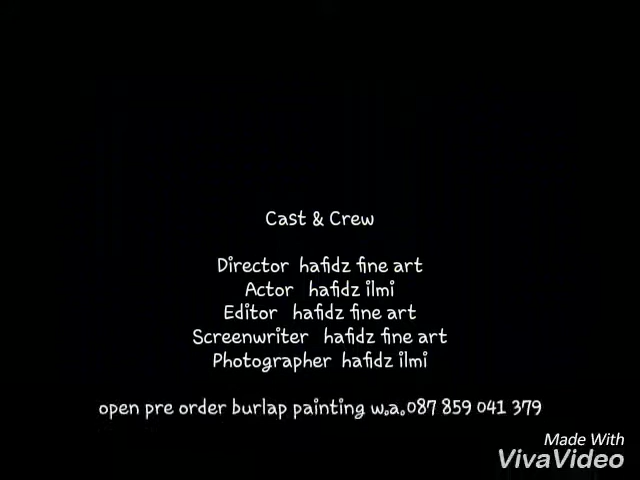 Cast & Crew
Director hafidz fine art
Actor hafidz ilmi
Editor hafidz fine art
Screenwriter hafidz fine art
Photographer hafidz ilmi
open pre order burlap painting w.a.087 859 041 379
Made With
VivaVideo